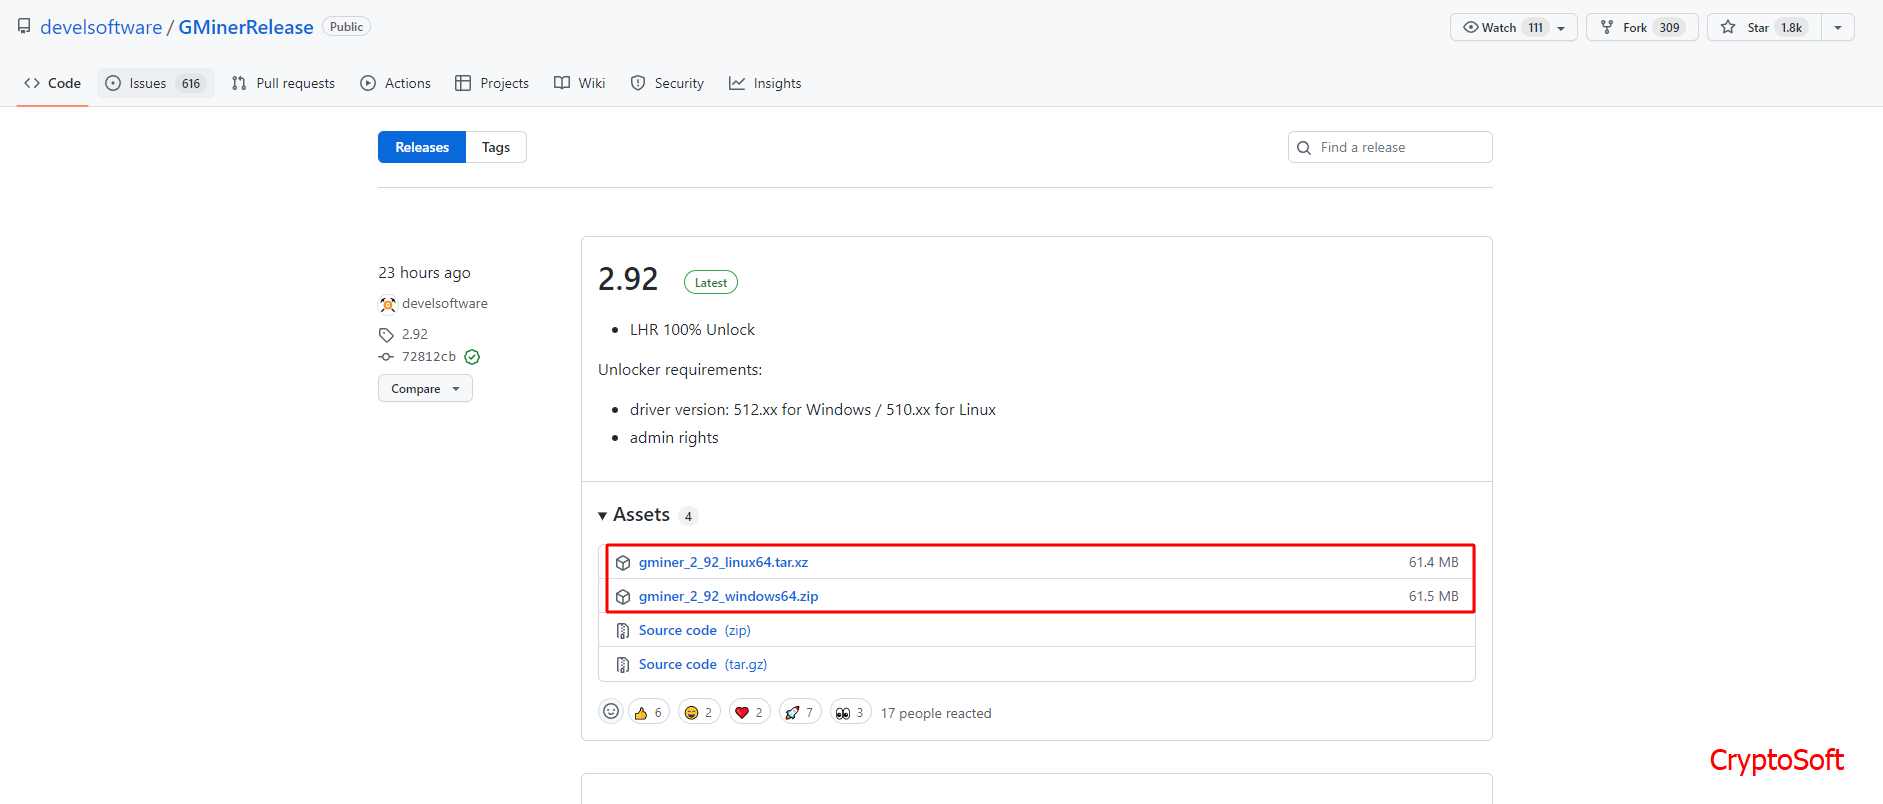 develsoftware / GMinerRelease Public
Watch 111 Fork 309 Star 1.8k
Code Issues 616 Pull requests Actions Projects Wiki Security Insights
Releases Tags
Find a release
23 hours ago
develsoftware
2.92
72812cb
Compare
2.92 Latest
LHR 100% Unlock
Unlocker requirements:
driver version: 512.xx for Windows / 510.xx for Linux
admin rights
Assets 4
gminer_2_92_linux64.tar.xz 61.4 MB
gminer_2_92_windows64.zip 61.5 MB
Source code (zip)
Source code (tar.gz)
6 2 2 7 3 17 people reacted
CryptoSoft